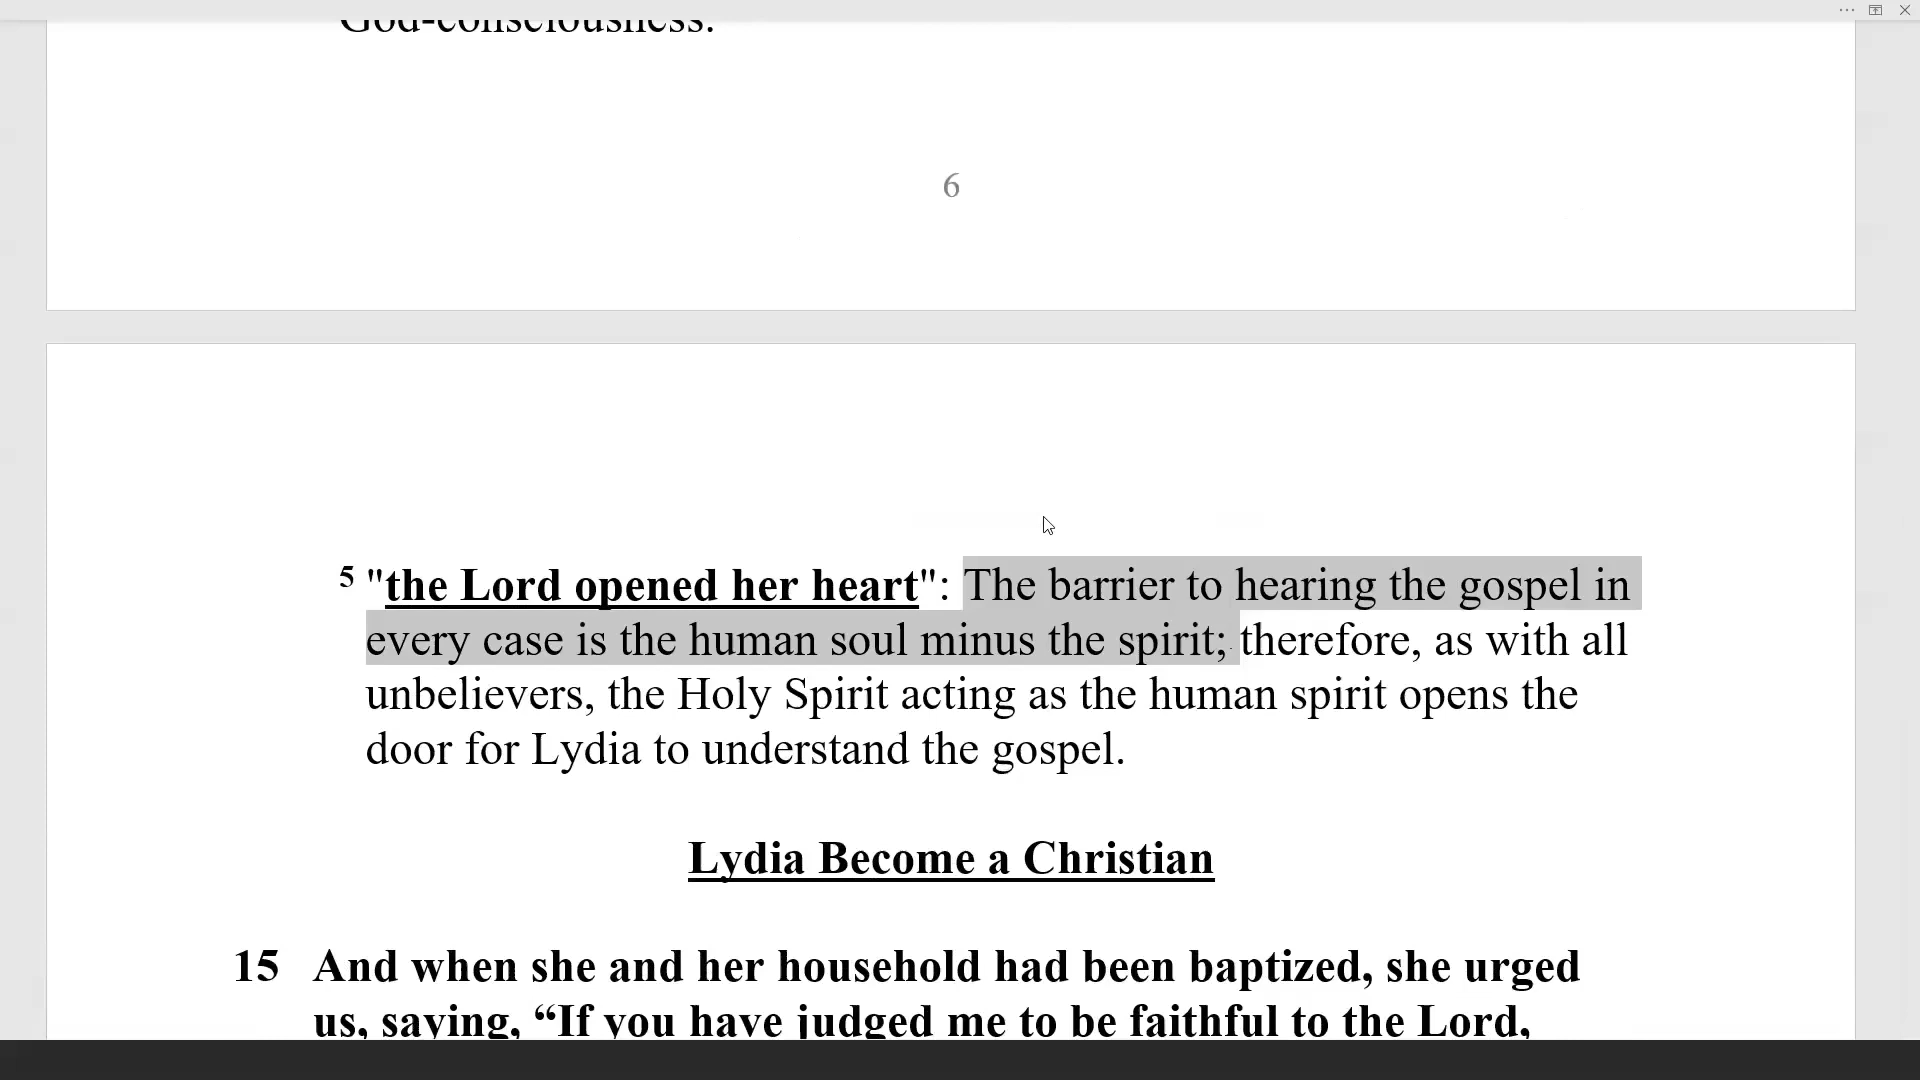 God-consciousness.
6
5 "the Lord opened her heart": The barrier to hearing the gospel in
every case is the human soul minus the spirit; therefore, as with all
unbelievers, the Holy Spirit acting as the human spirit opens the
door for Lydia to understand the gospel.
Lydia Become a Christian
15 And when she and her household had been baptized, she urged
us, saying, “If you have judged me to be faithful to the Lord,